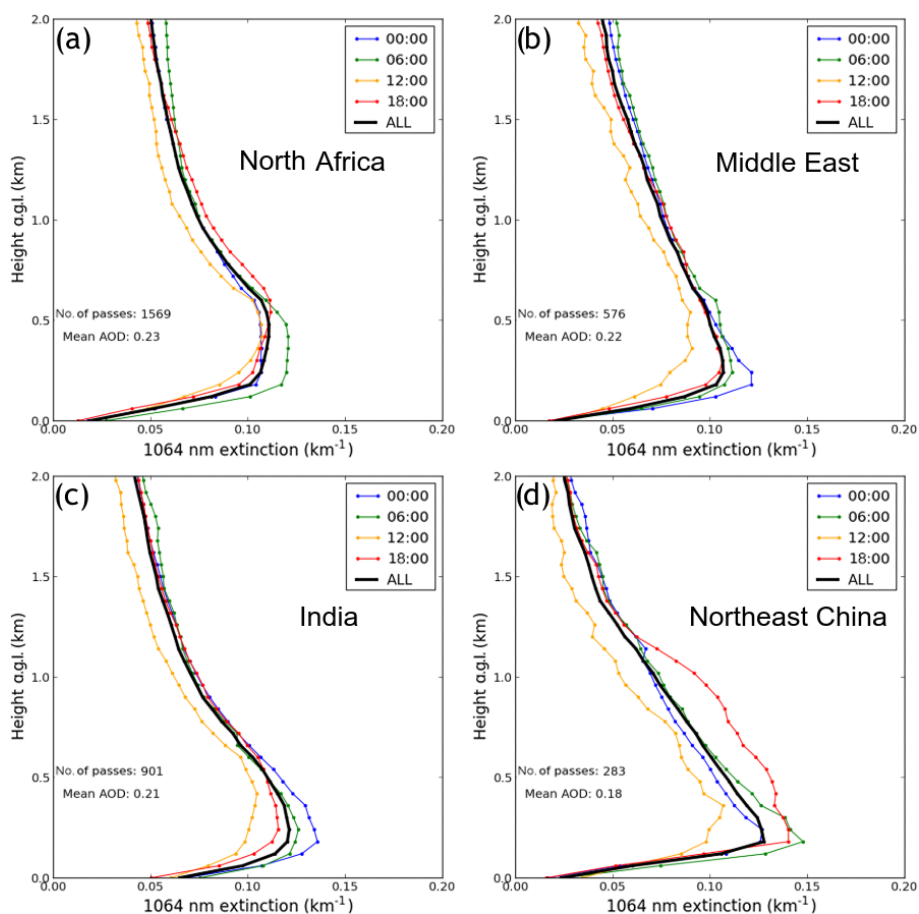 (a)
00:00
06:00
12:00
18:00
ALL
North Africa
No. of passes: 1569
Mean AOD: 0.23
Height a.g.l. (km)
2.0
1.5
1.0
0.5
0.0
0.00 0.05 0.10 0.15 0.20
1064 nm extinction (km⁻¹)
(b)
00:00
06:00
12:00
18:00
ALL
Middle East
No. of passes: 576
Mean AOD: 0.22
Height a.g.l. (km)
2.0
1.5
1.0
0.5
0.0
0.00 0.05 0.10 0.15 0.20
1064 nm extinction (km⁻¹)
(c)
00:00
06:00
12:00
18:00
ALL
India
No. of passes: 901
Mean AOD: 0.21
Height a.g.l. (km)
2.0
1.5
1.0
0.5
0.0
0.00 0.05 0.10 0.15 0.20
1064 nm extinction (km⁻¹)
(d)
00:00
06:00
12:00
18:00
ALL
Northeast China
No. of passes: 283
Mean AOD: 0.18
Height a.g.l. (km)
2.0
1.5
1.0
0.5
0.0
0.00 0.05 0.10 0.15 0.20
1064 nm extinction (km⁻¹)